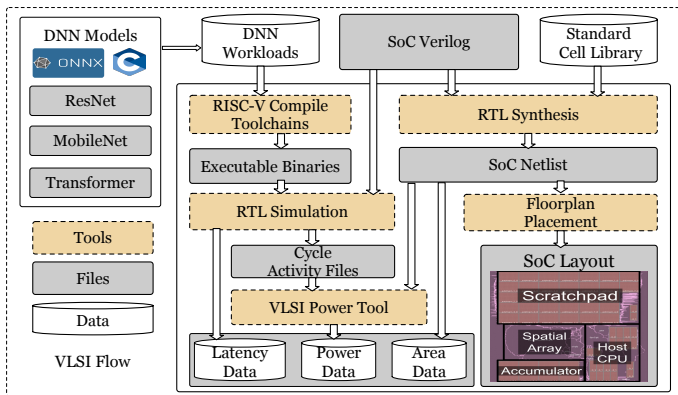 DNN Models
ONNX
C
ResNet
MobileNet
Transformer
Tools
Files
Data
VLSI Flow
DNN
Workloads
SoC Verilog
Standard
Cell Library
RISC-V Compile
Toolchains
RTL Synthesis
Executable Binaries
SoC Netlist
RTL Simulation
Floorplan
Placement
Cycle
Activity Files
VLSI Power Tool
Latency
Data
Power
Data
Area
Data
SoC Layout
Scratchpad
Spatial
Array
Host
CPU
Accumulator